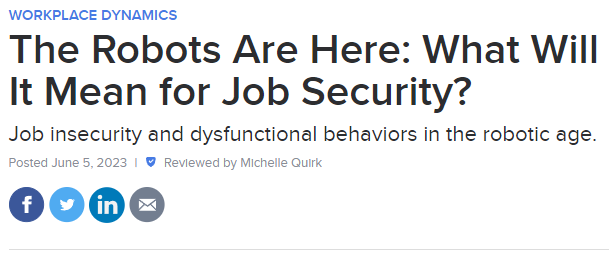 WORKPLACE DYNAMICS
The Robots Are Here: What Will
It Mean for Job Security?
Job insecurity and dysfunctional behaviors in the robotic age.
Posted June 5, 2023 | Reviewed by Michelle Quirk
f in